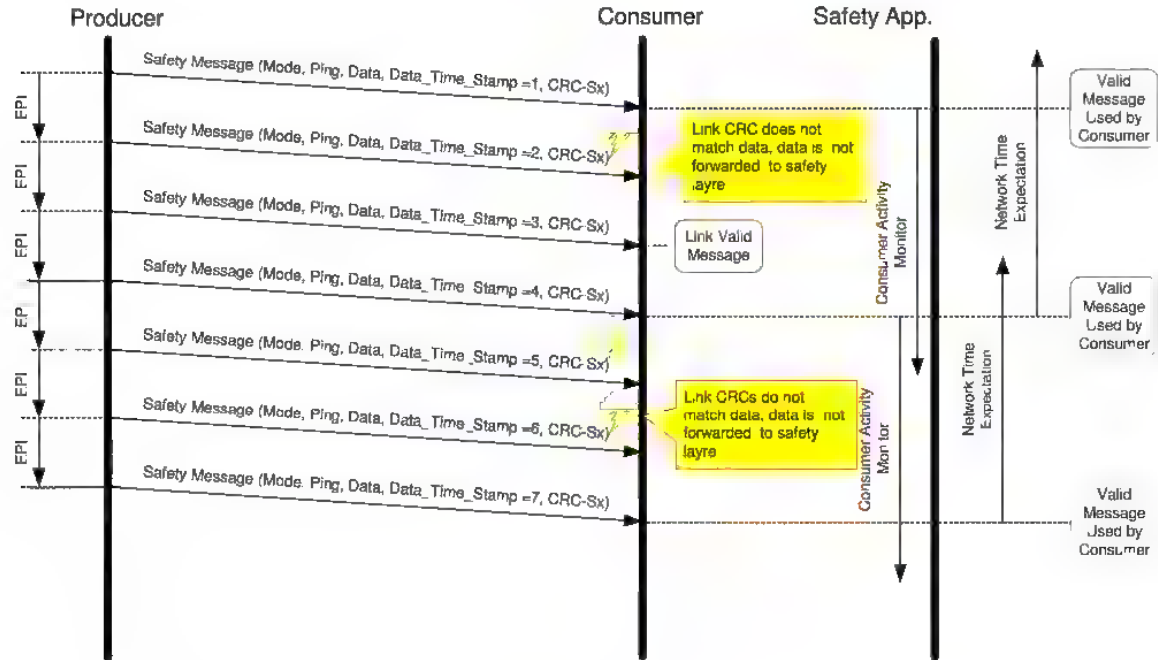 Producer
Consumer
Safety App.
Safety Message (Mode, Ping, Data, Data_Time_Stamp =1, CRC-Sx)
Valid
Message
Used by
Consumer
EPI
Safety Message (Mode, Ping, Data, Data_Time_Stamp =2, CRC-Sx)
Link CRC does not
match data, data is not
forwarded to safety
layre
EPI
Network Time
Expectation
Safety Message (Mode, Ping, Data, Data_Time_Stamp =3, CRC-Sx)
Link Valid
Message
Consumer Activity
Monitor
EPI
Safety Message (Mode, Ping, Data, Data_Time_Stamp =4, CRC-Sx)
Valid
Message
Used by
Consumer
EPI
Safety Message (Mode, Ping, Data, Data_Time_Stamp =5, CRC-Sx)
Network Time
Expectation
EPI
Safety Message (Mode, Ping, Data, Data_Time_Stamp =6, CRC-Sx)
Link CRCs do not
match data, data is not
forwarded to safety
layre
Consumer Activity
Monitor
EPI
Safety Message (Mode, Ping, Data, Data_Time_Stamp =7, CRC-Sx)
Valid
Message
Used by
Consumer